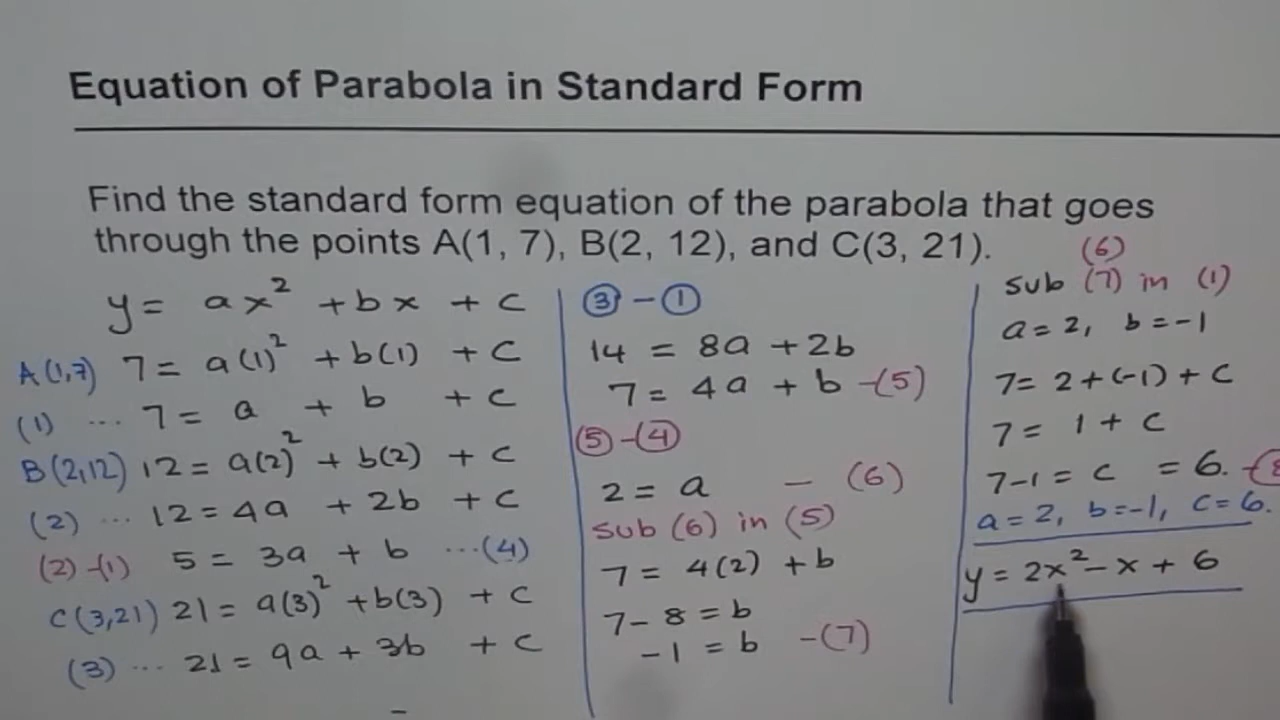 Equation of Parabola in Standard Form
Find the standard form equation of the parabola that goes
through the points A(1, 7), B(2, 12), and C(3, 21).
y = ax² + bx + c
A(1,7) 7 = a(1)² + b(1) + c
(1) ... 7 = a + b + c
B(2,12) 12 = a(2)² + b(2) + c
(2) ... 12 = 4a + 2b + c
(2)-(1) 5 = 3a + b ...(4)
C(3,21) 21 = a(3)² + b(3) + c
(3) ... 21 = 9a + 3b + c
③ - ①
14 = 8a + 2b
7 = 4a + b -(5)
⑤-④
2 = a - (6)
sub (6) in (5)
7 = 4(2) + b
7 - 8 = b
-1 = b -(7)
(6)
sub (7) in (1)
a = 2, b = -1
7 = 2 + (-1) + c
7 = 1 + c
7-1 = c = 6. -(8
a = 2, b = -1, c = 6.
y = 2x² - x + 6